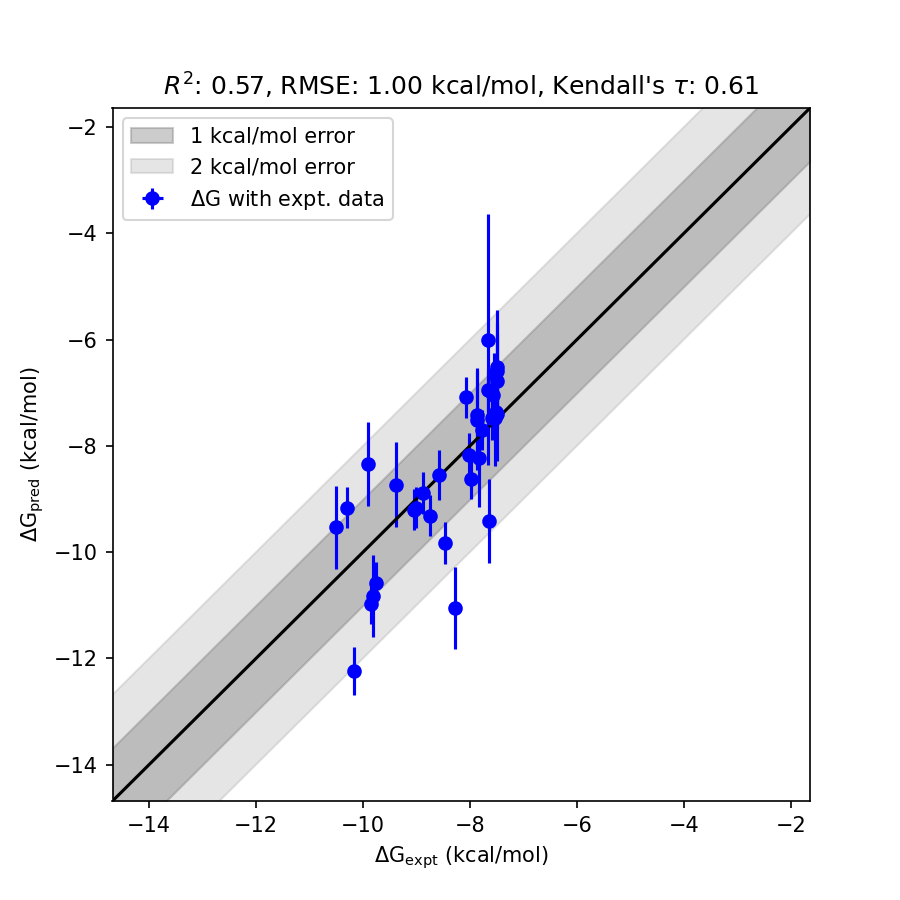 R²: 0.57, RMSE: 1.00 kcal/mol, Kendall's τ: 0.61
1 kcal/mol error
2 kcal/mol error
ΔG with expt. data
−2
−4
−6
−8
−10
−12
−14
ΔGpred (kcal/mol)
−14 −12 −10 −8 −6 −4 −2
ΔGexpt (kcal/mol)